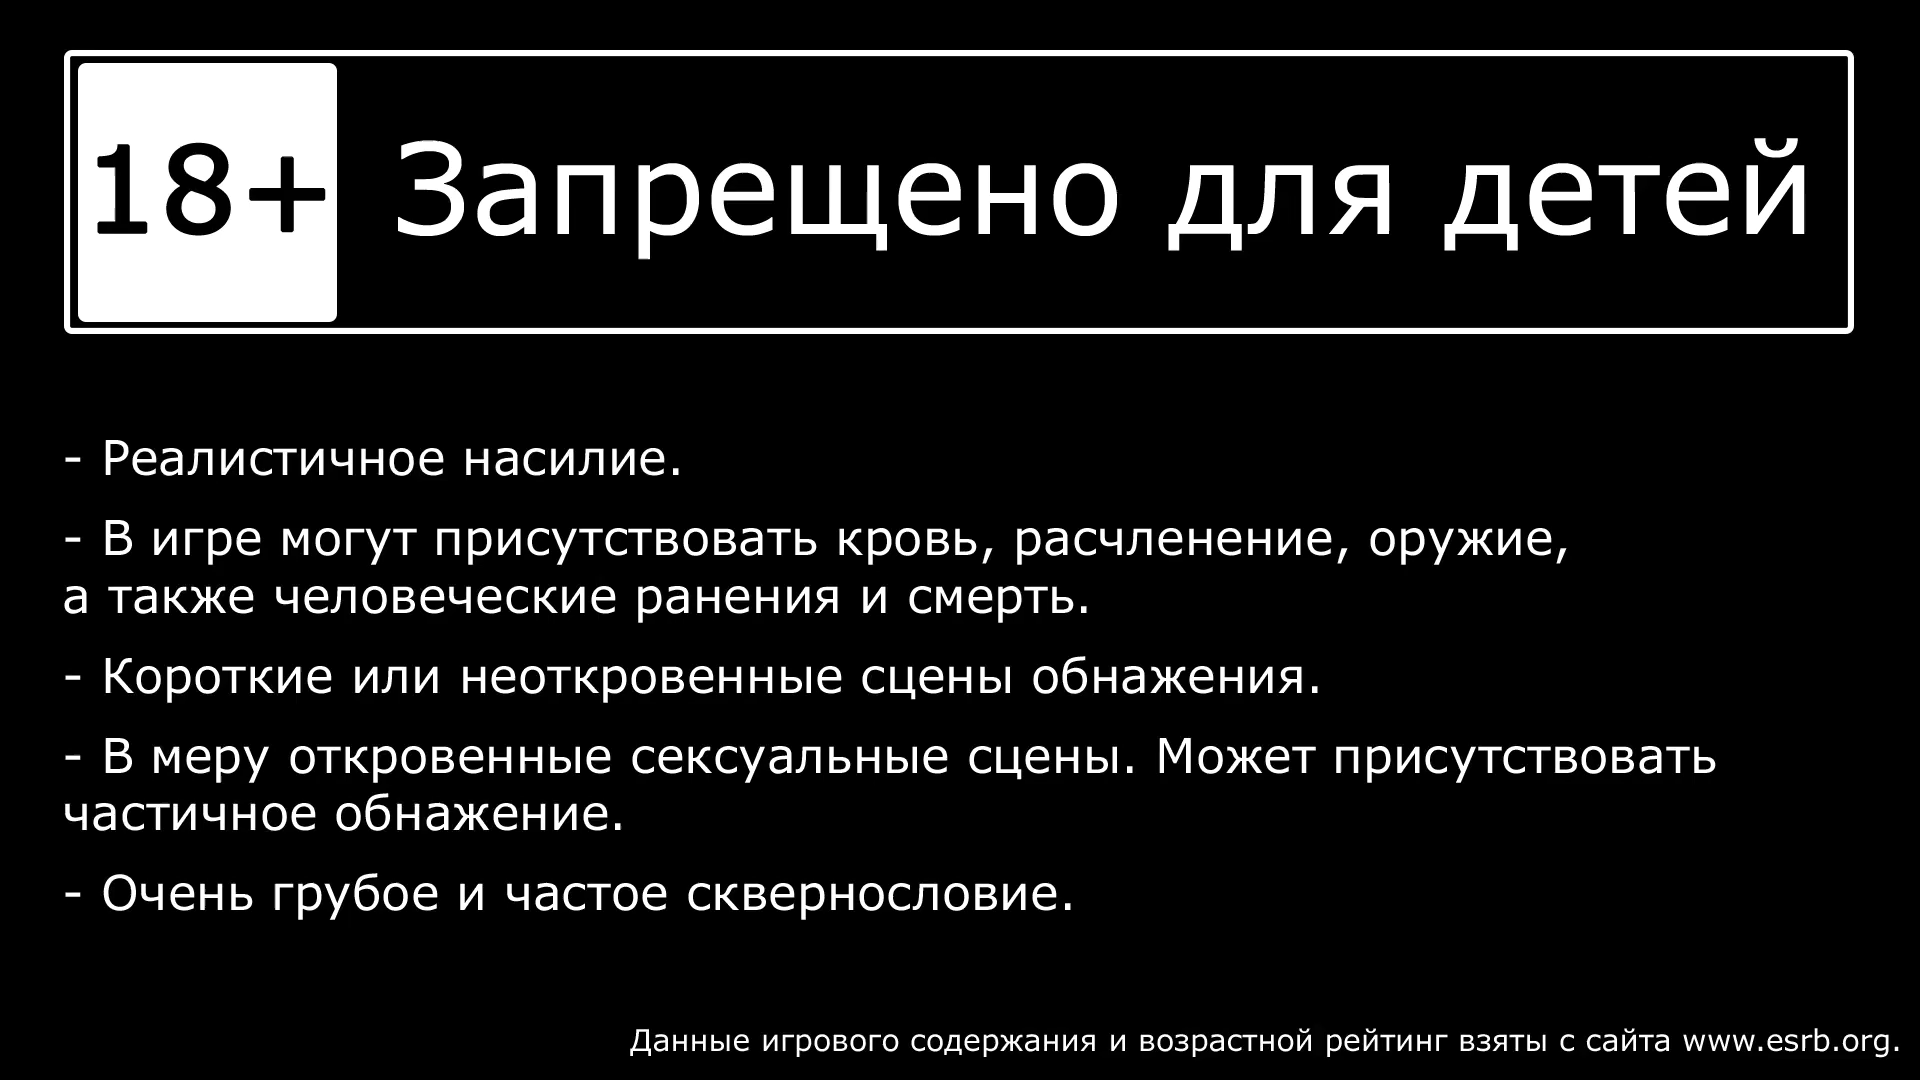 18+ Запрещено для детей
- Реалистичное насилие.
- В игре могут присутствовать кровь, расчленение, оружие,
а также человеческие ранения и смерть.
- Короткие или неоткровенные сцены обнажения.
- В меру откровенные сексуальные сцены. Может присутствовать
частичное обнажение.
- Очень грубое и частое сквернословие.
Данные игрового содержания и возрастной рейтинг взяты с сайта www.esrb.org.